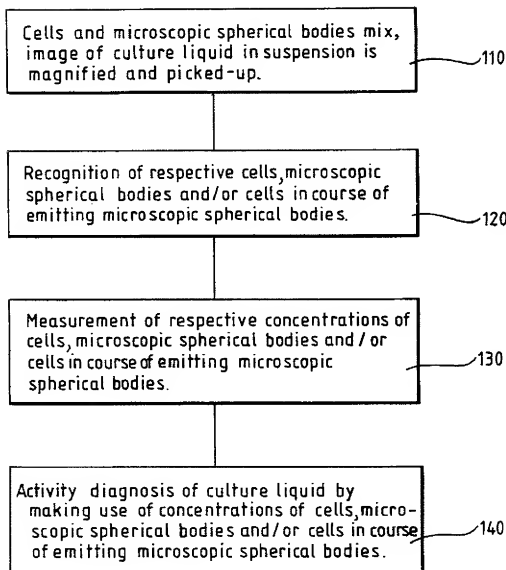 Cells and microscopic spherical bodies mix,
image of culture liquid in suspension is
magnified and picked-up.
110
Recognition of respective cells, microscopic
spherical bodies and/or cells in course of
emitting microscopic spherical bodies.
120
Measurement of respective concentrations of
cells, microscopic spherical bodies and / or
cells in course of emitting microscopic
spherical bodies.
130
Activity diagnosis of culture liquid by
making use of concentrations of cells, micro-
scopic spherical bodies and/or cells in course
of emitting microscopic spherical bodies.
140